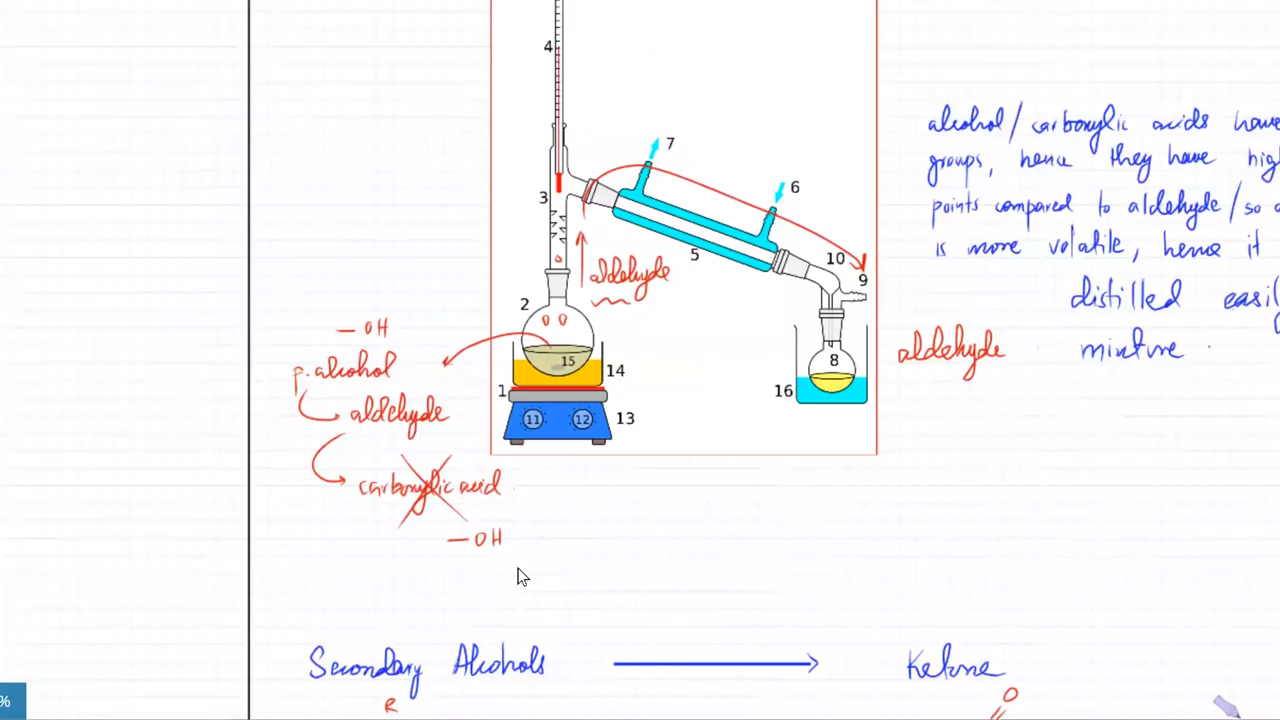 4
7
alcohol/carboxylic acids have
groups, hence they have hig
6
3
points compared to aldehyde/so a
5
10
is more volatile, hence it
aldehyde
9
2
distilled easil
- OH
aldehyde
mixture .
15
8
p. alcohol
14
1
16
aldehyde
11
12
13
carboxylic acid
- OH
Secondary Alcohols
Ketone
R
O
%